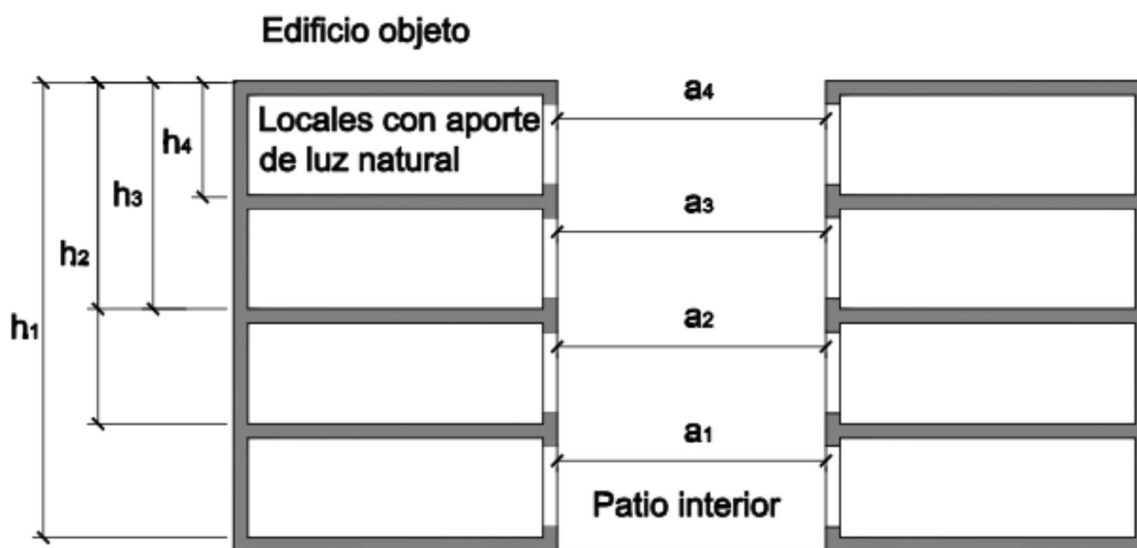 Edificio objeto
a4
Locales con aporte
de luz natural
h4
h3
a3
h2
h1
a2
a1
Patio interior